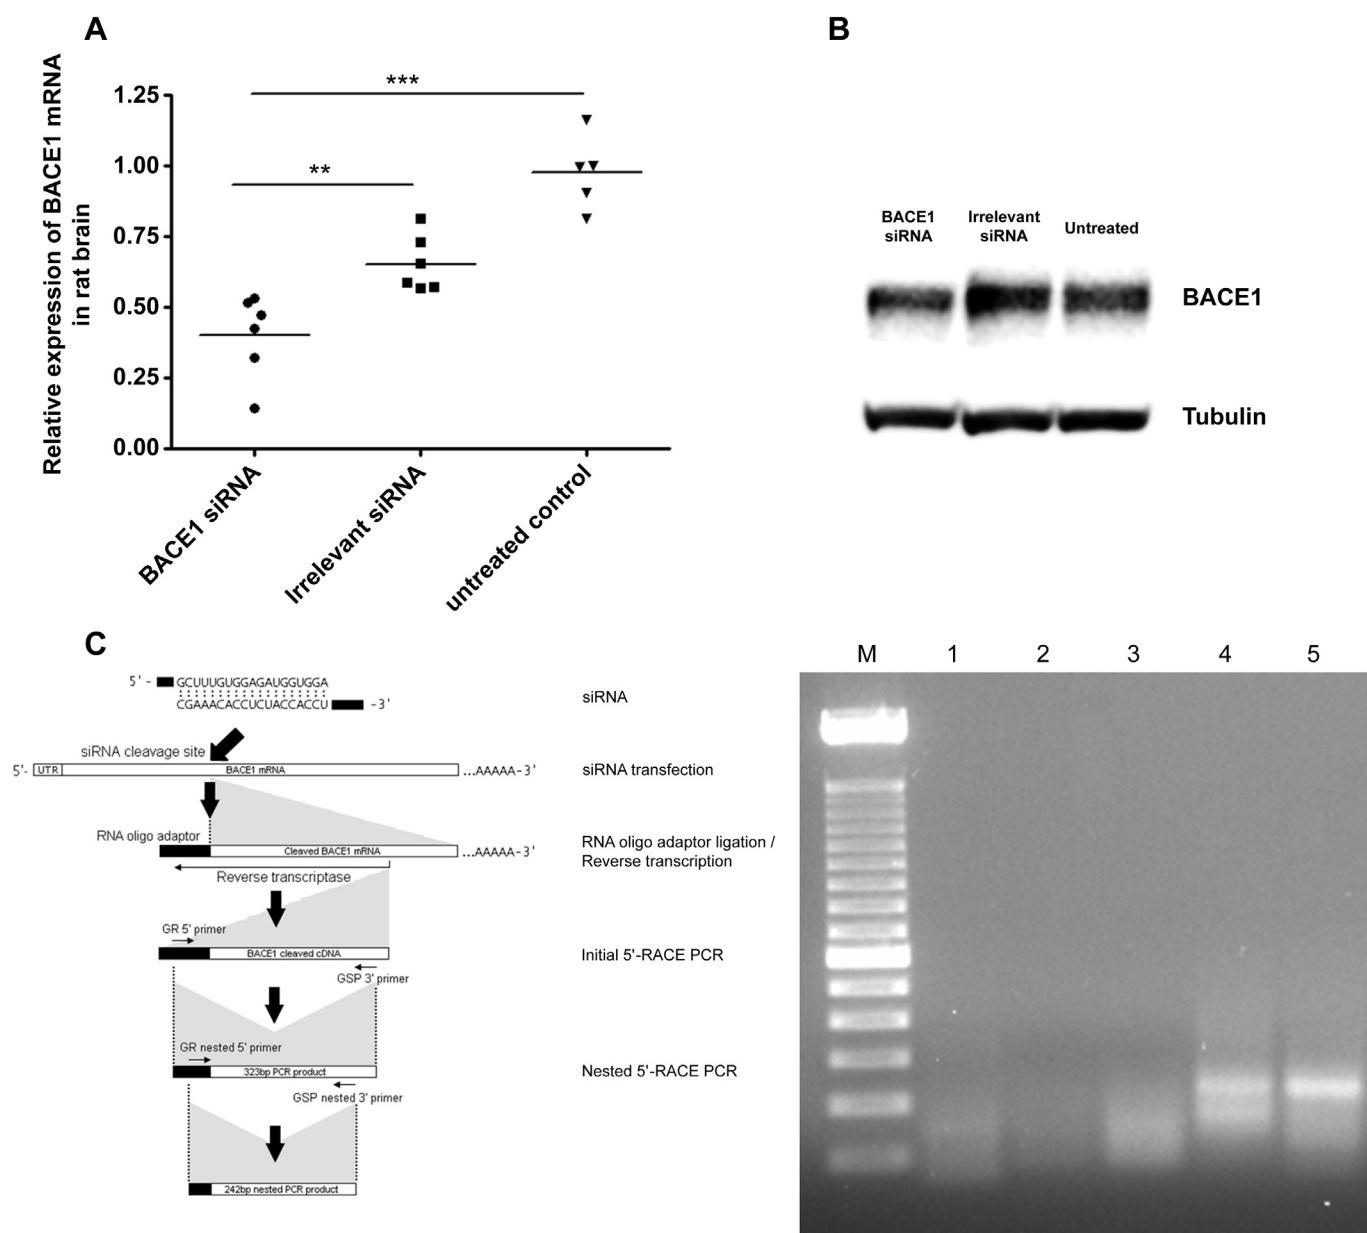 A
Relative expression of BACE1 mRNA
in rat brain
1.25
1.00
0.75
0.50
0.25
0.00
***
**
BACE1 siRNA
Irrelevant siRNA
untreated control
B
BACE1
siRNA
Irrelevant
siRNA
Untreated
BACE1
Tubulin
C
5'- GCUUUGUGGAGAUGGUGGA
CGAAACACCUCUACCACCU -3'
siRNA
siRNA cleavage site
5'- UTR BACE1 mRNA ...AAAAA-3'
siRNA transfection
RNA oligo adaptor
Cleaved BACE1 mRNA ...AAAAA-3'
RNA oligo adaptor ligation /
Reverse transcription
Reverse transcriptase
GR 5' primer
BACE1 cleaved cDNA
Initial 5'-RACE PCR
GSP 3' primer
GR nested 5' primer
323bp PCR product
Nested 5'-RACE PCR
GSP nested 3' primer
242bp nested PCR product
M 1 2 3 4 5